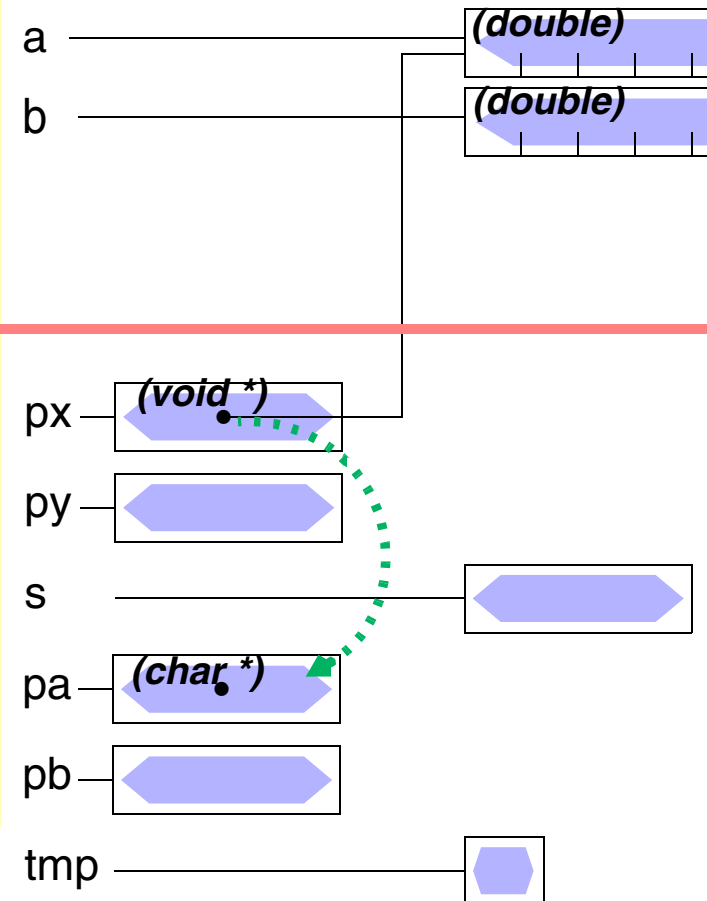 a (double)
b (double)
px (void *)
py
s
pa (char *)
pb
tmp